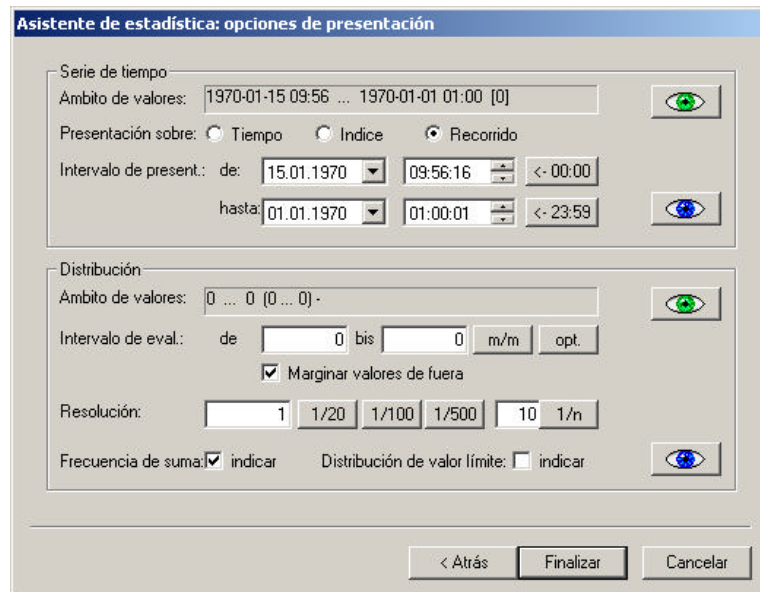 Asistente de estadística: opciones de presentación
Serie de tiempo
Ambito de valores: 1970-01-15 09:56 ... 1970-01-01 01:00 [0]
Presentación sobre: Tiempo Indice Recorrido
Intervalo de present.: de: 15.01.1970 09:56:16 <- 00:00
hasta: 01.01.1970 01:00:01 <- 23:59
Distribución
Ambito de valores: 0 ... 0 (0 ... 0) -
Intervalo de eval.: de 0 bis 0 m/m opt.
Marginar valores de fuera
Resolución: 1 1/20 1/100 1/500 10 1/n
Frecuencia de suma: indicar Distribución de valor límite: indicar
< Atrás Finalizar Cancelar